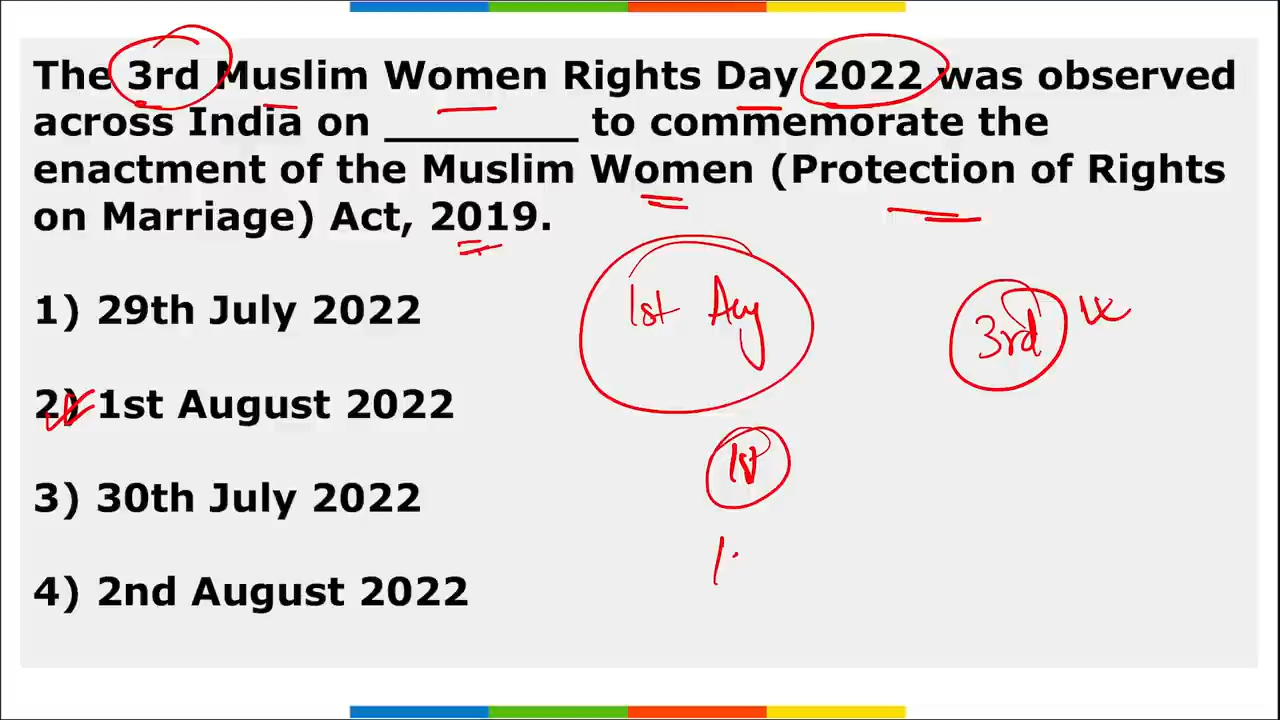 The 3rd Muslim Women Rights Day 2022 was observed
across India on ________ to commemorate the
enactment of the Muslim Women (Protection of Rights
on Marriage) Act, 2019.
1) 29th July 2022
1st Aug
3rd
2) 1st August 2022
1st
3) 30th July 2022
4) 2nd August 2022